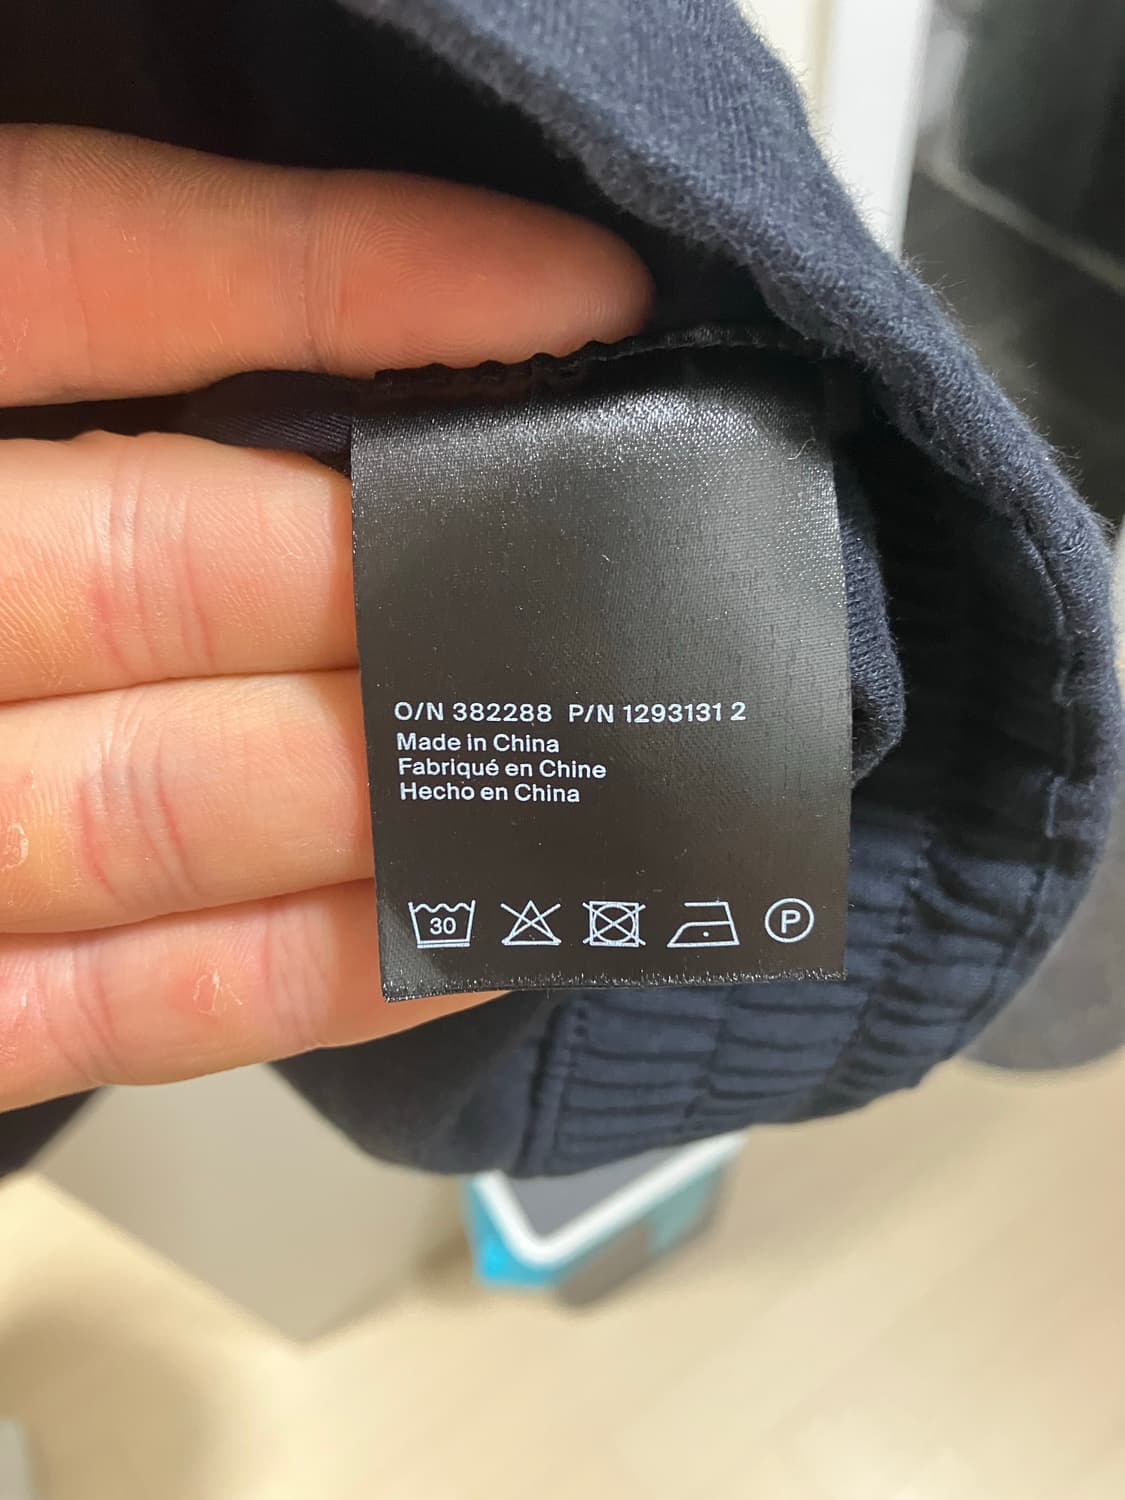 O/N 382288 P/N 1293131 2
Made in China
Fabriqué en Chine
Hecho en China
30 P